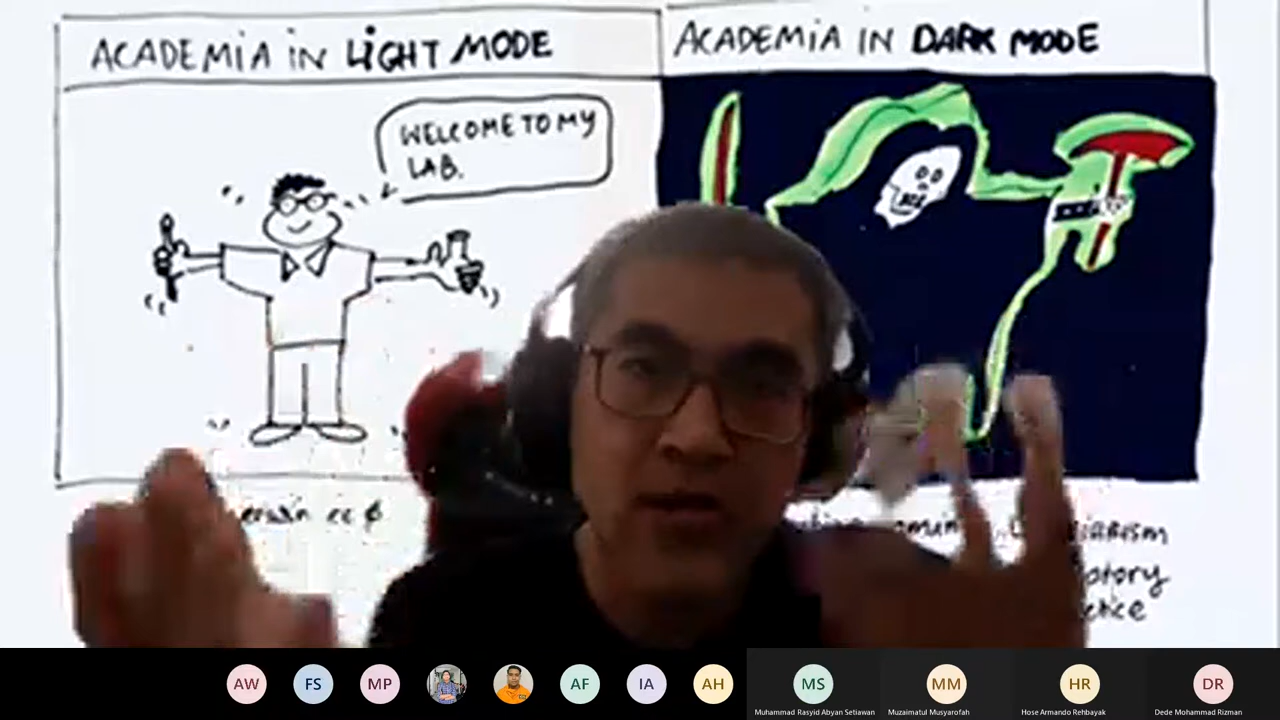 ACADEMIA IN LIGHT MODE
ACADEMIA IN DARK MODE
WELCOME TO MY
LAB.
AW
FS
MP
AF
IA
AH
MS
MM
HR
DR
Muhammad Rasyid Abyan Setiawan
Muzaimatul Musyarofah
Hose Armando Rehbayak
Dede Mohammad Rizman